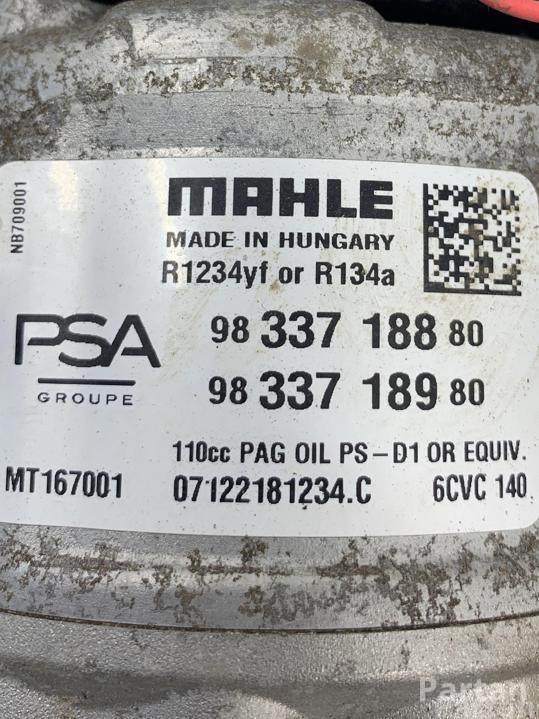 NB709001
MAHLE
MADE IN HUNGARY
R1234yf or R134a
PSA
GROUPE
98 337 188 80
98 337 189 80
110cc PAG OIL PS-D1 OR EQUIV.
MT167001 07122181234.C 6CVC 140
Partan